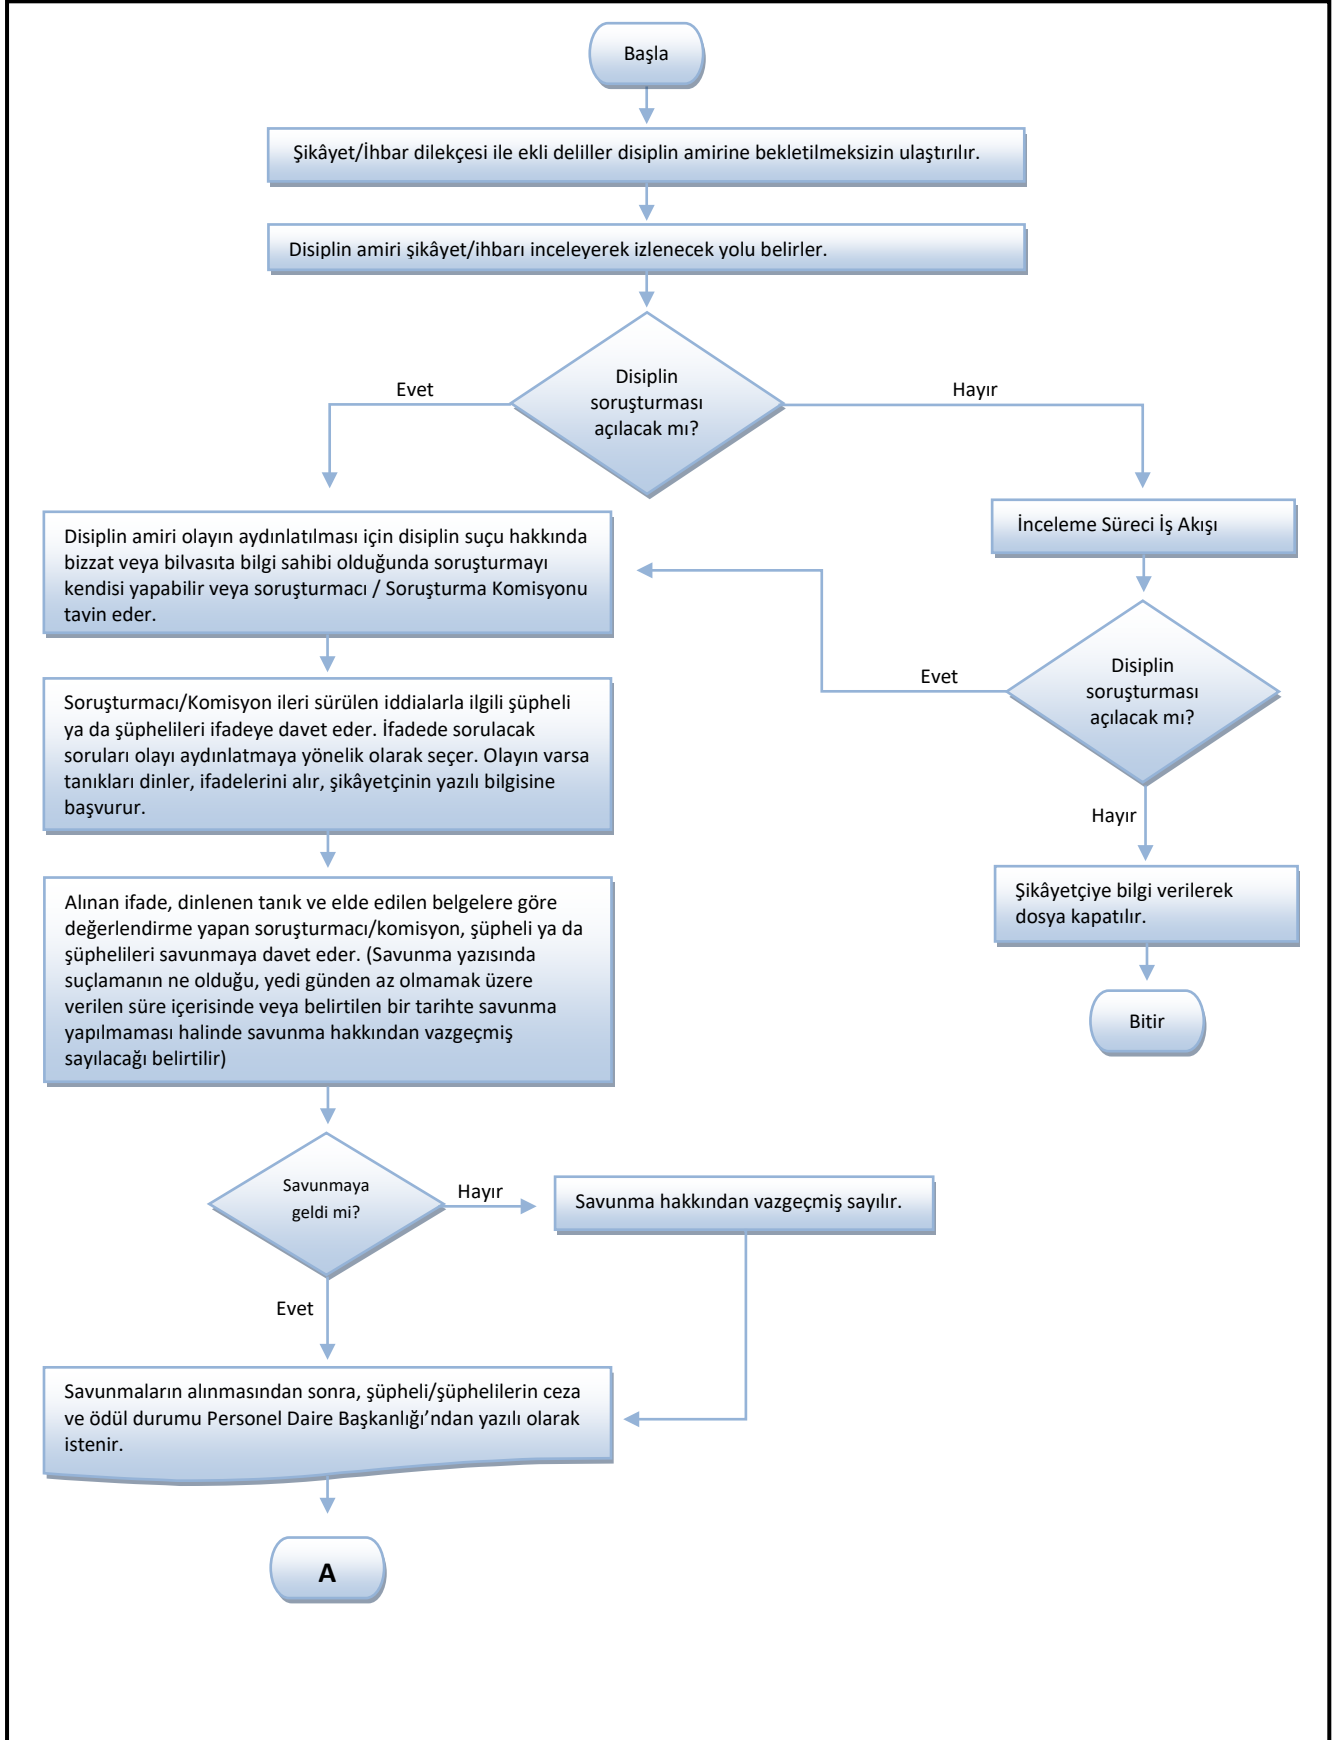 Başla
Şikâyet/İhbar dilekçesi ile ekli deliller disiplin amirine bekletilmeksizin ulaştırılır.
Disiplin amiri şikâyet/ihbarı inceleyerek izlenecek yolu belirler.
Disiplin
soruşturması
açılacak mı?
Evet
Hayır
Disiplin amiri olayın aydınlatılması için disiplin suçu hakkında
bizzat veya bilvasıta bilgi sahibi olduğunda soruşturmayı
kendisi yapabilir veya soruşturmacı / Soruşturma Komisyonu
tayin eder.
İnceleme Süreci İş Akışı
Disiplin
soruşturması
açılacak mı?
Evet
Hayır
Soruşturmacı/Komisyon ileri sürülen iddialarla ilgili şüpheli
ya da şüphelileri ifadeye davet eder. İfadede sorulacak
soruları olayı aydınlatmaya yönelik olarak seçer. Olayın varsa
tanıkları dinler, ifadelerini alır, şikâyetçinin yazılı bilgisine
başvurur.
Şikâyetçiye bilgi verilerek
dosya kapatılır.
Bitir
Alınan ifade, dinlenen tanık ve elde edilen belgelere göre
değerlendirme yapan soruşturmacı/komisyon, şüpheli ya da
şüphelileri savunmaya davet eder. (Savunma yazısında
suçlamanın ne olduğu, yedi günden az olmamak üzere
verilen süre içerisinde veya belirtilen bir tarihte savunma
yapılmaması halinde savunma hakkından vazgeçmiş
sayılacağı belirtilir)
Savunmaya
geldi mi?
Hayır
Savunma hakkından vazgeçmiş sayılır.
Evet
Savunmaların alınmasından sonra, şüpheli/şüphelilerin ceza
ve ödül durumu Personel Daire Başkanlığı’ndan yazılı olarak
istenir.
A